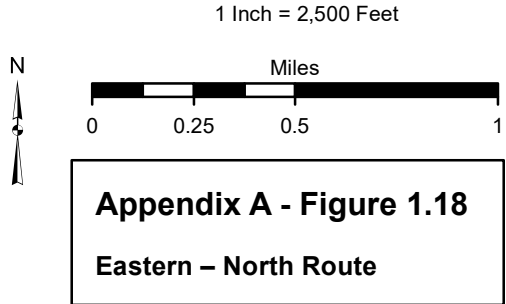 1 Inch = 2,500 Feet
N
Miles
0 0.25 0.5 1
Appendix A - Figure 1.18
Eastern – North Route